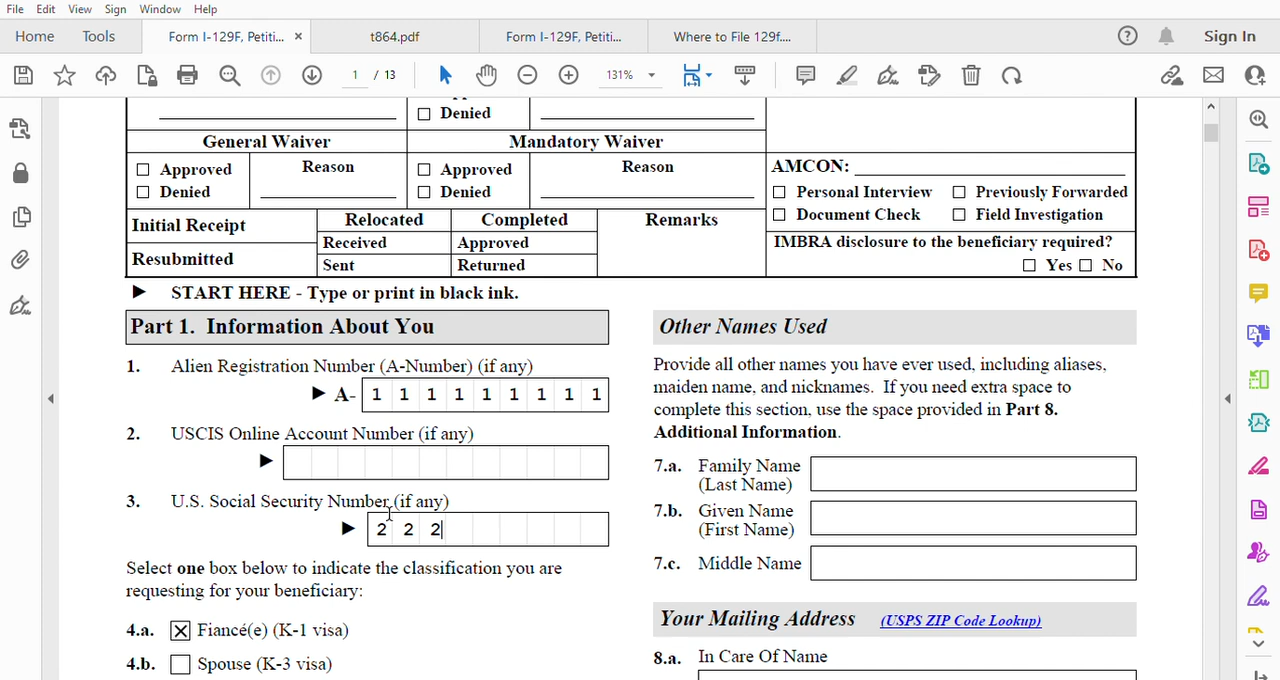 File Edit View Sign Window Help
Home Tools Form I-129F, Petiti... × t864.pdf Form I-129F, Petiti... Where to File 129f.... Sign In
1 / 13 131%
Denied
General Waiver Mandatory Waiver
Approved Reason Approved Reason AMCON:
Denied Denied Personal Interview Previously Forwarded
Document Check Field Investigation
Initial Receipt Relocated Completed Remarks
Received Approved IMBRA disclosure to the beneficiary required?
Resubmitted Sent Returned Yes No
► START HERE - Type or print in black ink.
Part 1. Information About You
1. Alien Registration Number (A-Number) (if any)
► A- 1 1 1 1 1 1 1 1 1
2. USCIS Online Account Number (if any)
►
3. U.S. Social Security Number (if any)
► 2 2 2
Select one box below to indicate the classification you are
requesting for your beneficiary:
4.a. Fiancé(e) (K-1 visa)
4.b. Spouse (K-3 visa)
Other Names Used
Provide all other names you have ever used, including aliases,
maiden name, and nicknames. If you need extra space to
complete this section, use the space provided in Part 8.
Additional Information.
7.a. Family Name
(Last Name)
7.b. Given Name
(First Name)
7.c. Middle Name
Your Mailing Address (USPS ZIP Code Lookup)
8.a. In Care Of Name